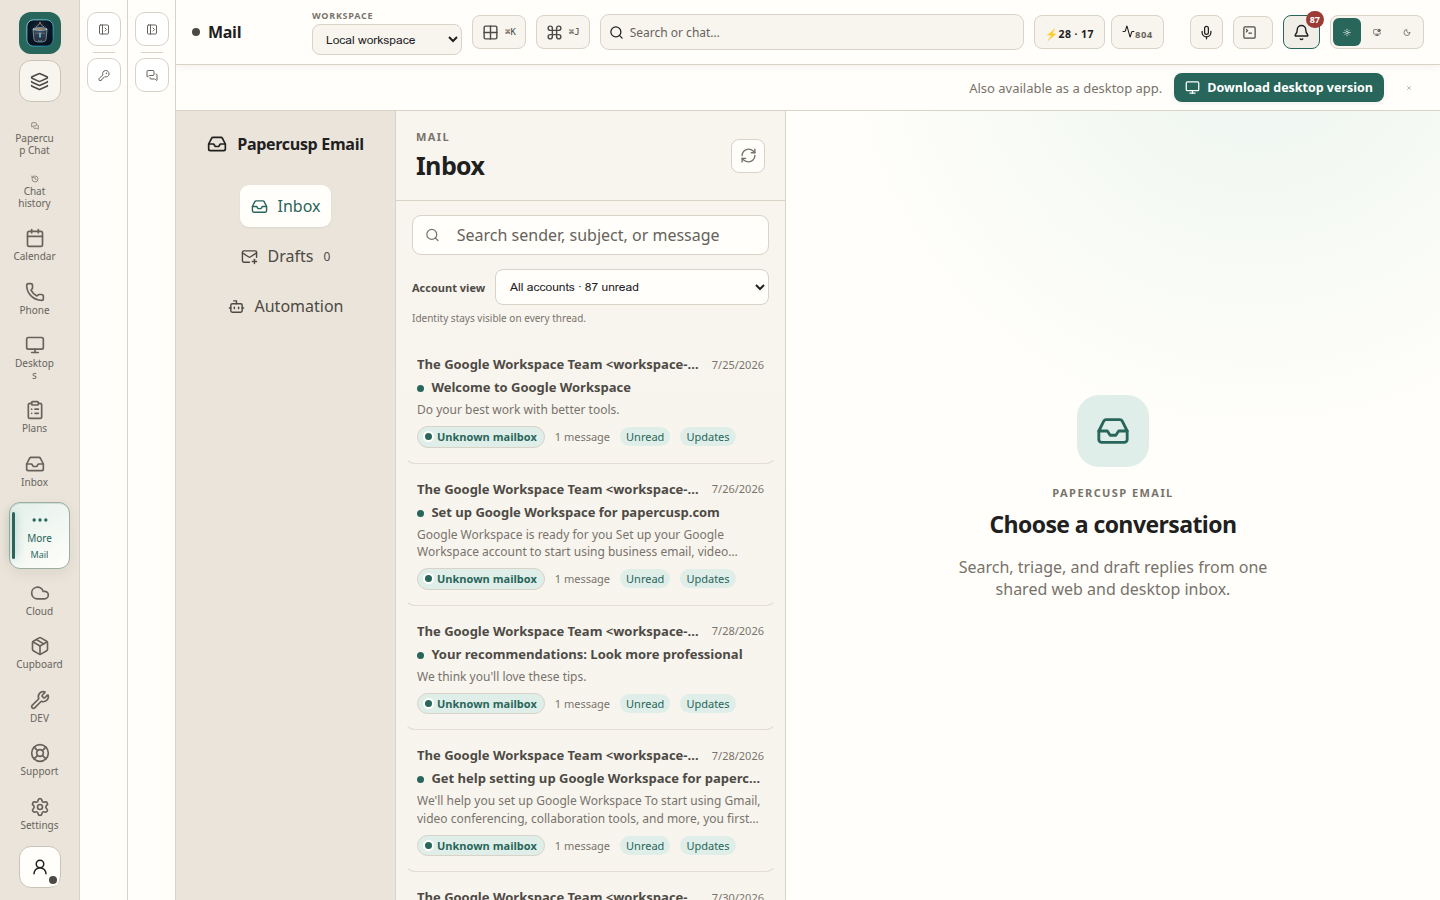 Papercu
p Chat
Chat
history
Calendar
Phone
Desktop
s
Plans
Inbox
More
Mail
Cloud
Cupboard
DEV
Support
Settings
Mail
WORKSPACE
Local workspace
⌘K
⌘J
Search or chat...
⚡28 · 17
804
87
Also available as a desktop app.
Download desktop version
×
Papercusp Email
Inbox
Drafts 0
Automation
MAIL
Inbox
Search sender, subject, or message
Account view
All accounts · 87 unread
Identity stays visible on every thread.
The Google Workspace Team <workspace-... 7/25/2026
Welcome to Google Workspace
Do your best work with better tools.
Unknown mailbox 1 message Unread Updates
The Google Workspace Team <workspace-... 7/26/2026
Set up Google Workspace for papercusp.com
Google Workspace is ready for you Set up your Google
Workspace account to start using business email, video...
Unknown mailbox 1 message Unread Updates
The Google Workspace Team <workspace-... 7/28/2026
Your recommendations: Look more professional
We think you'll love these tips.
Unknown mailbox 1 message Unread Updates
The Google Workspace Team <workspace-... 7/28/2026
Get help setting up Google Workspace for paperc...
We'll help you set up Google Workspace To start using Gmail,
video conferencing, collaboration tools, and more, you first...
Unknown mailbox 1 message Unread Updates
The Google Workspace Team <workspace- 7/30/2026
PAPERCUSP EMAIL
Choose a conversation
Search, triage, and draft replies from one
shared web and desktop inbox.